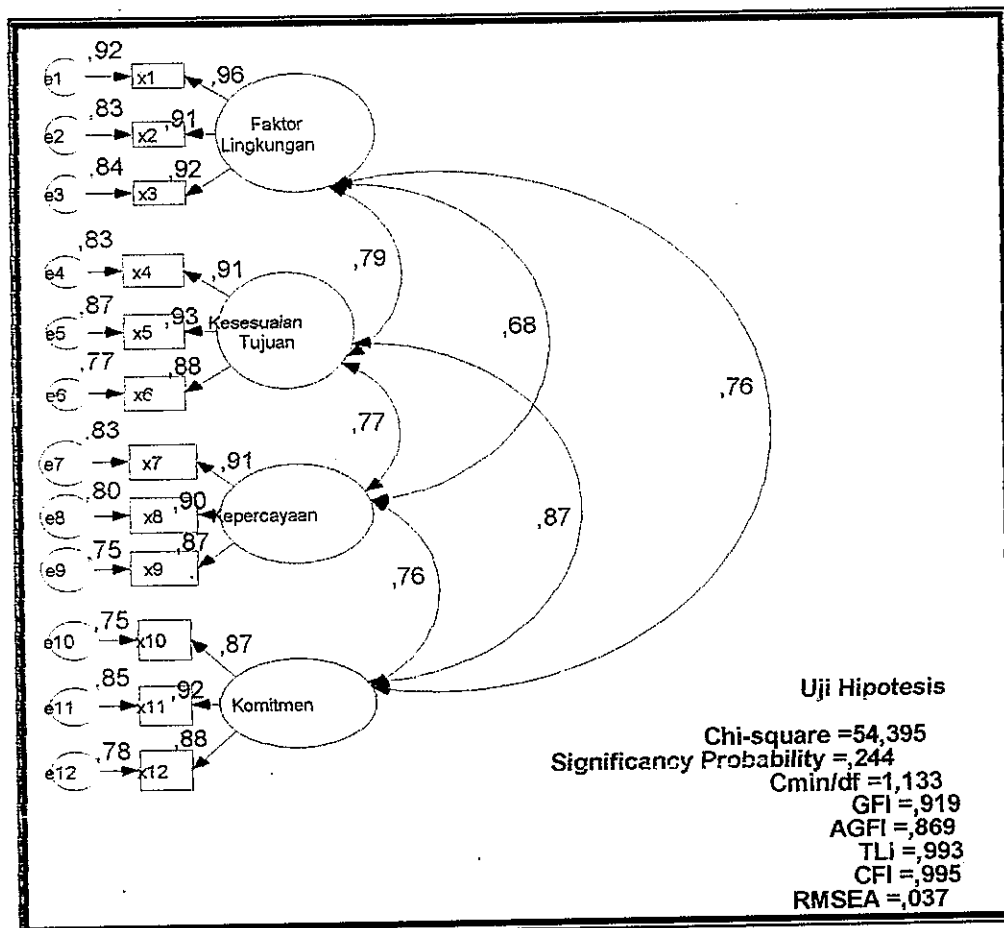 ,92
e1 x1 ,96
,83
e2 x2 ,91
Faktor
Lingkungan
,84
e3 x3 ,92
,79
,68
,76
,83
e4 x4 ,91
,87
e5 x5 ,93
Kesesuaian
Tujuan
,77
e6 x6 ,88
,77
,87
,83
e7 x7 ,91
,80
e8 x8 ,90
Kepercayaan
,75
e9 x9 ,87
,76
,75
e10 x10 ,87
,85
e11 x11 ,92
Komitmen
,78
e12 x12 ,88
Uji Hipotesis
Chi-square =54,395
Significancy Probability =,244
Cmin/df =1,133
GFI =,919
AGFI =,869
TLi =,993
CFI =,995
RMSEA =,037